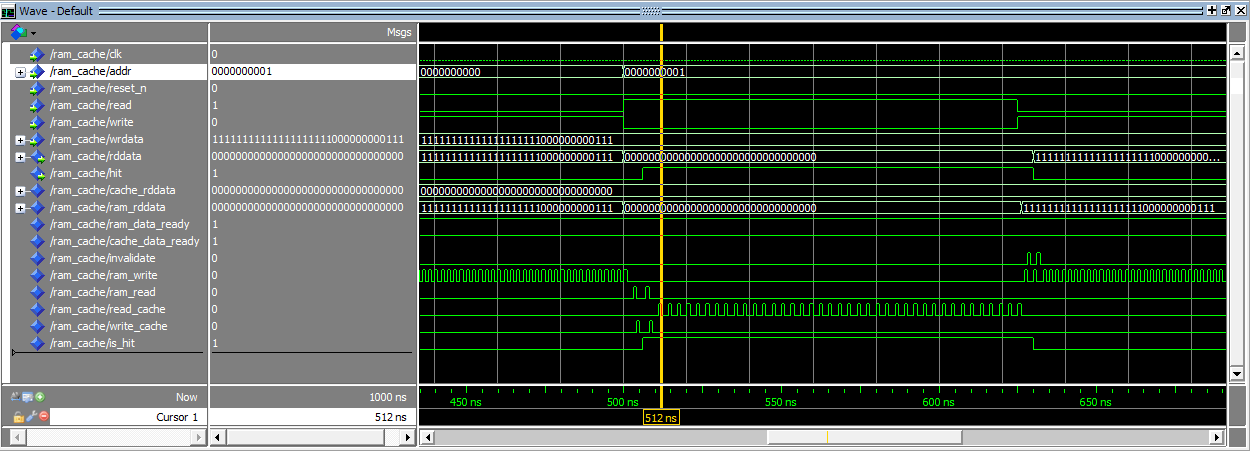 Wave - Default
Msgs
/ram_cache/clk 0
/ram_cache/addr 0000000001 0000000000 0000000001
/ram_cache/reset_n 0
/ram_cache/read 1
/ram_cache/write 0
/ram_cache/wrdata 11111111111111111111000000000111 11111111111111111111000000000111
/ram_cache/rddata 00000000000000000000000000000000 11111111111111111111000000000111 00000000000000000000000000000000 11111111111111111111000000000...
/ram_cache/hit 1
/ram_cache/cache_rddata 00000000000000000000000000000000 00000000000000000000000000000000
/ram_cache/ram_rddata 00000000000000000000000000000000 11111111111111111111000000000111 00000000000000000000000000000000 11111111111111111111000000000111
/ram_cache/ram_data_ready 1
/ram_cache/cache_data_ready 1
/ram_cache/invalidate 0
/ram_cache/ram_write 0
/ram_cache/ram_read 0
/ram_cache/read_cache 0
/ram_cache/write_cache 0
/ram_cache/is_hit 1
Now 1000 ns 450 ns 500 ns 550 ns 600 ns 650 ns
Cursor 1 512 ns 512 ns